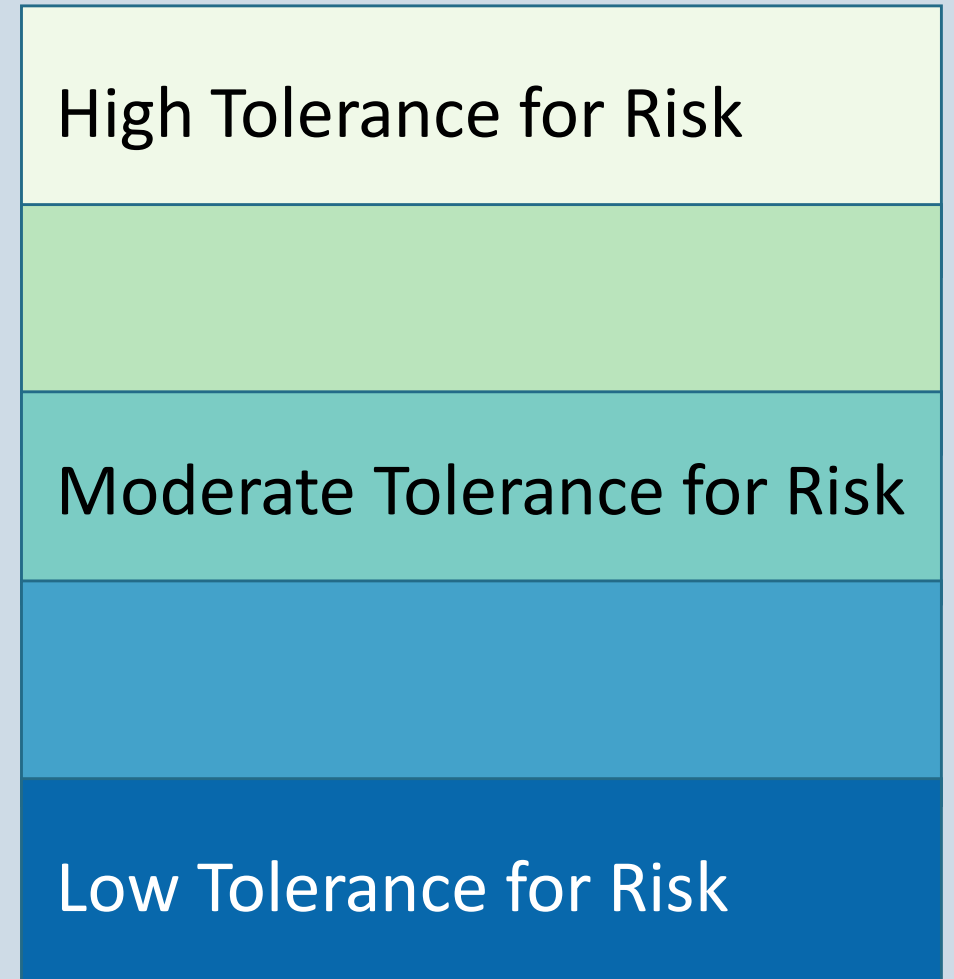 High Tolerance for Risk
Moderate Tolerance for Risk
Low Tolerance for Risk